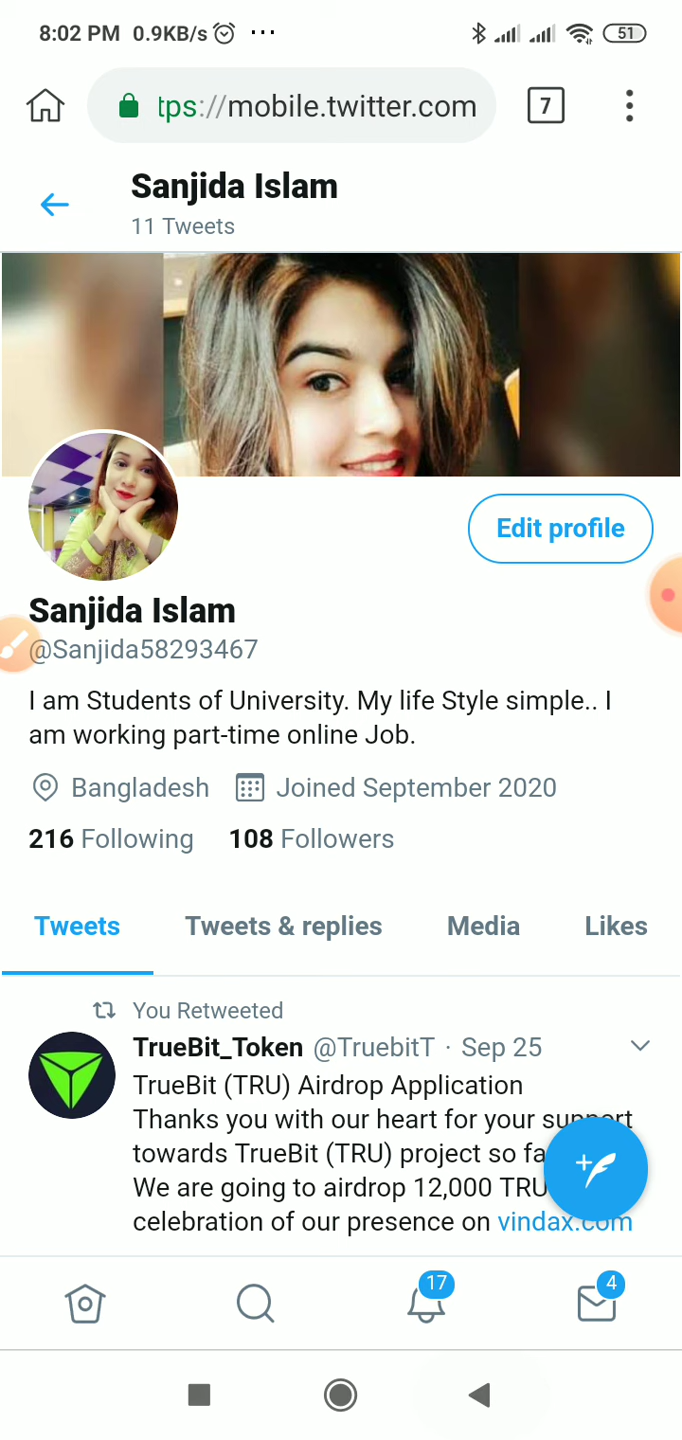 8:02 PM 0.9KB/s ... 51
tps://mobile.twitter.com 7
Sanjida Islam
11 Tweets
Edit profile
Sanjida Islam
@Sanjida58293467
I am Students of University. My life Style simple.. I
am working part-time online Job.
Bangladesh Joined September 2020
216 Following 108 Followers
Tweets Tweets & replies Media Likes
You Retweeted
TrueBit_Token @TruebitT · Sep 25
TrueBit (TRU) Airdrop Application
Thanks you with our heart for your support
towards TrueBit (TRU) project so fa
We are going to airdrop 12,000 TRU
celebration of our presence on vindax.com
17 4